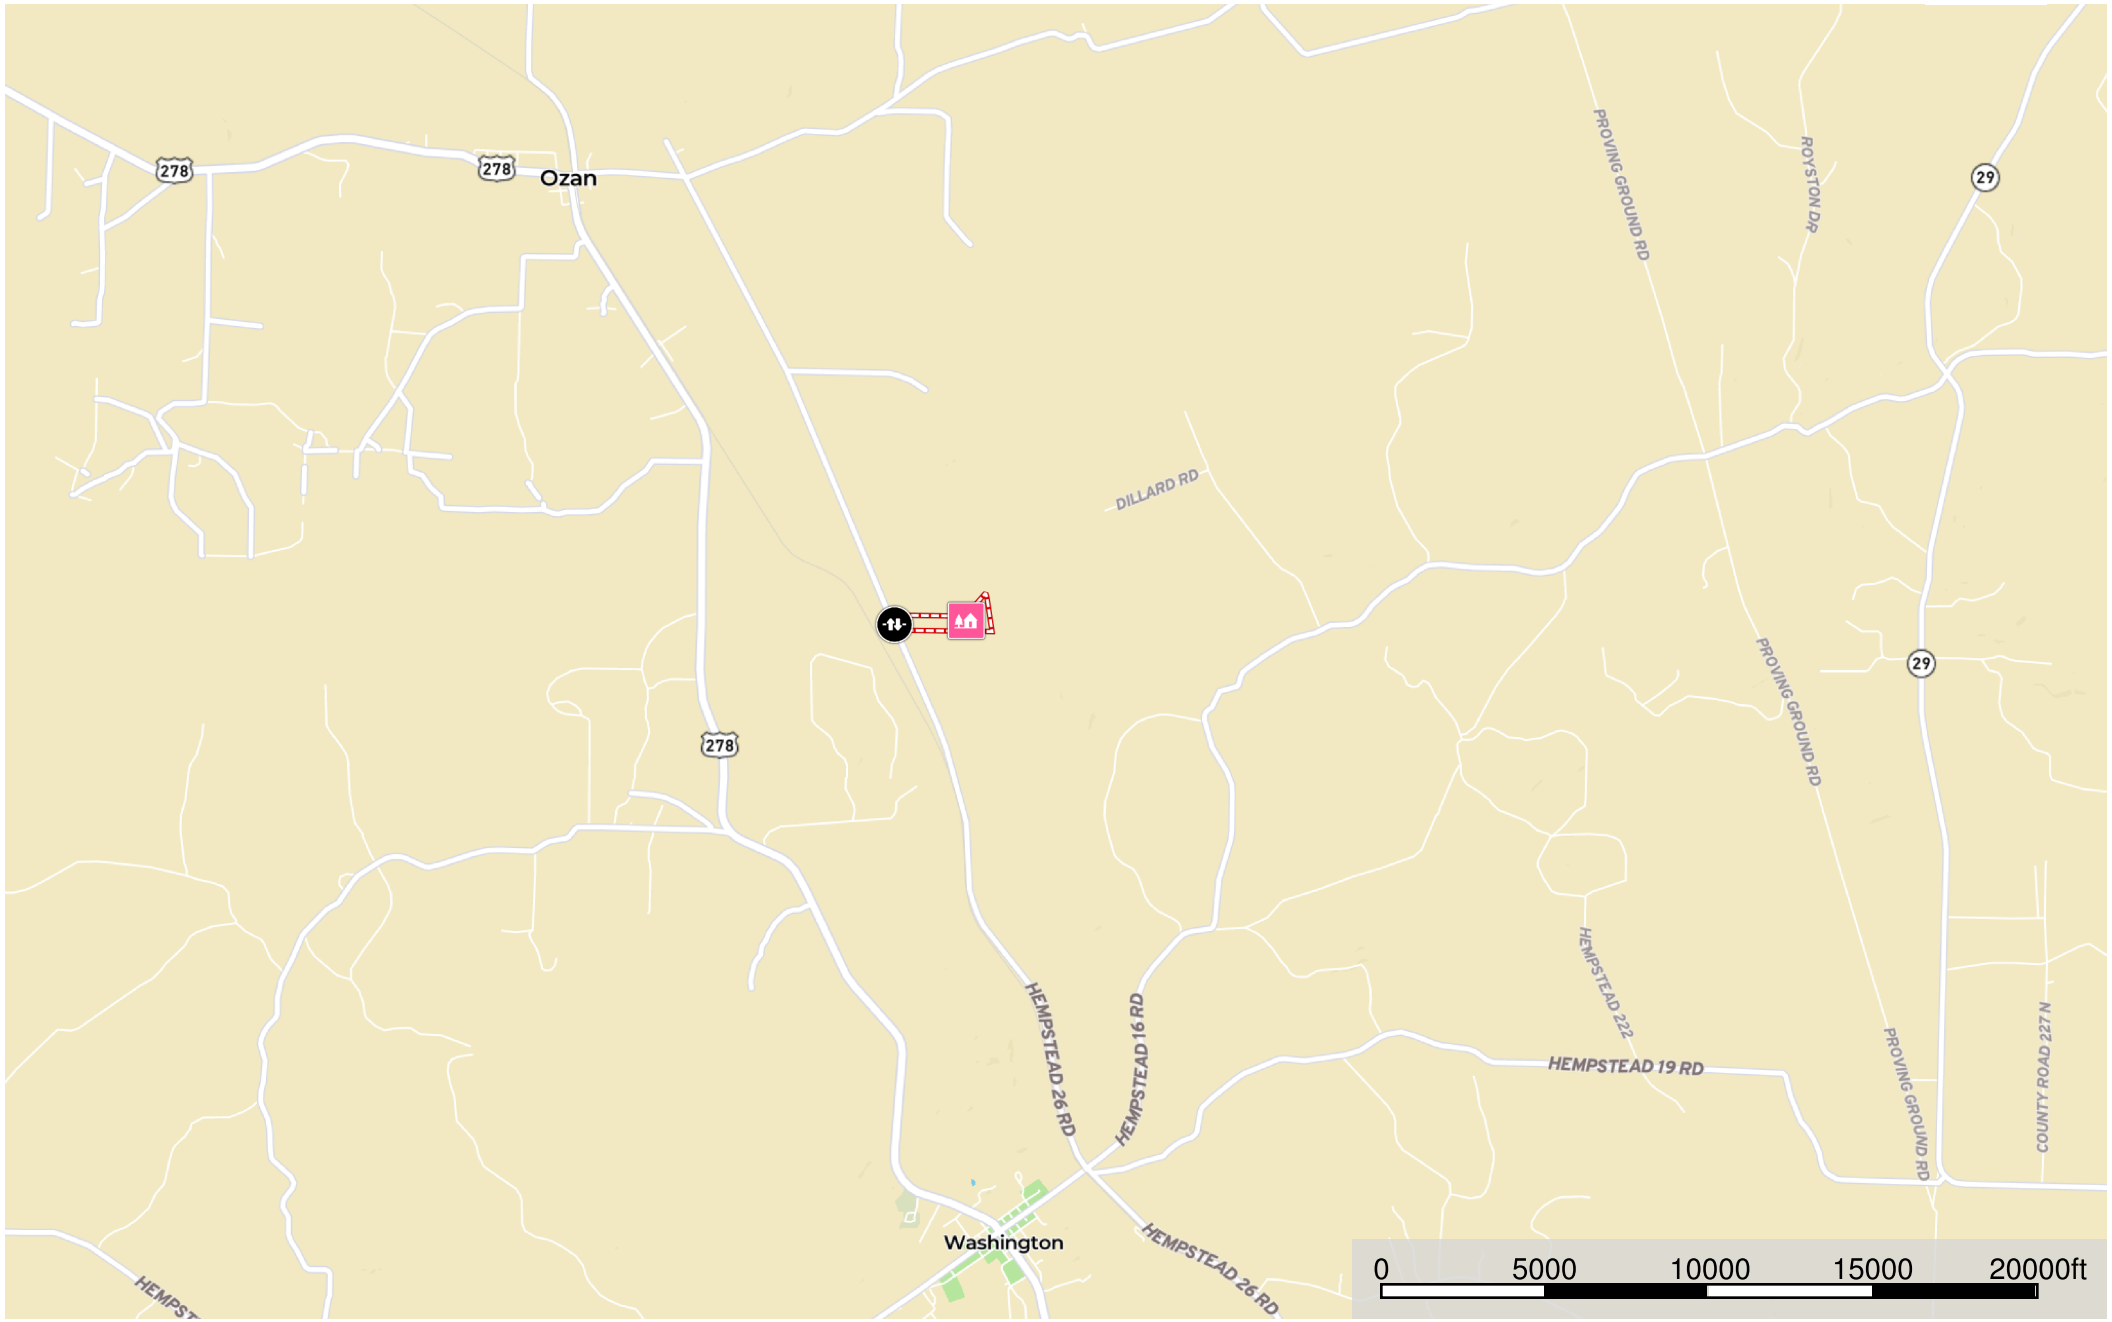 278
278
Ozan
PROVING GROUND RD
ROYSTON DR
29
DILLARD RD
29
PROVING GROUND RD
278
HEMPSTEAD 222
HEMPSTEAD 26 RD
HEMPSTEAD 16 RD
HEMPSTEAD 19 RD
PROVING GROUND RD
COUNTY ROAD 227 N
Washington
HEMPSTEAD 26 RD
HEMPST
0 5000 10000 15000 20000ft